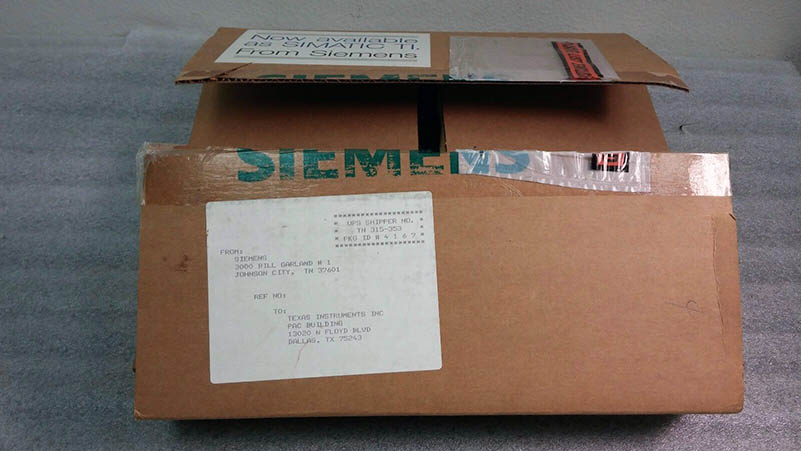 Now available
as SIMATIC TI.
From Siemens
SIEMENS
SIEMENS
UPS SHIPPER NO.
TN 315-353
PKG ID # 4 1 6 7
FROM:
SIEMENS
3000 BILL GARLAND # 1
JOHNSON CITY, TN 37601
REF NO:
TO:
TEXAS INSTRUMENTS INC
PAC BUILDING
13020 N FLOYD BLVD
DALLAS, TX 75243